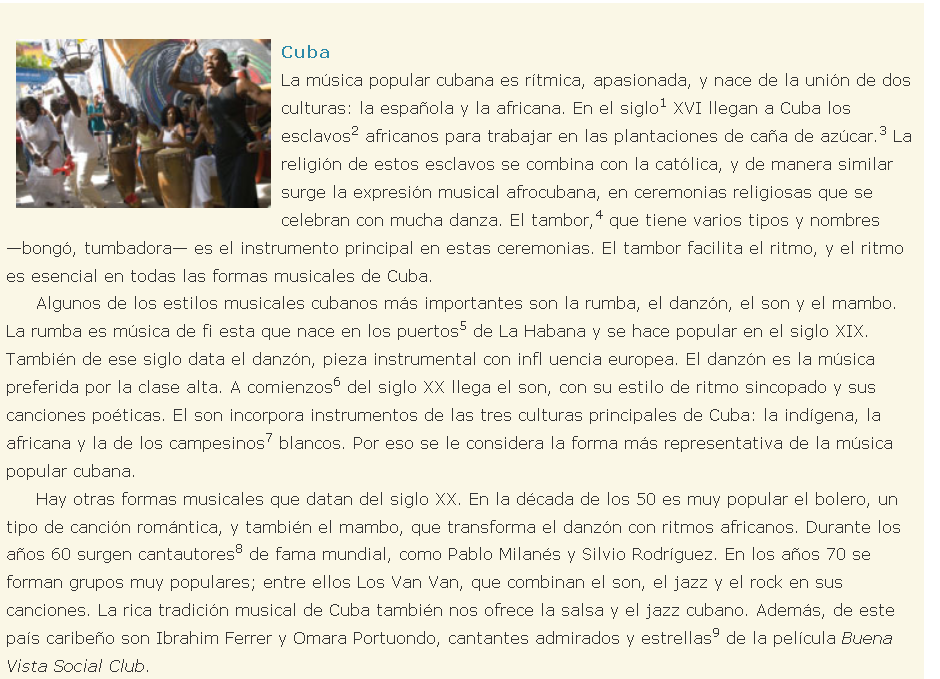 Cuba
La música popular cubana es rítmica, apasionada, y nace de la unión de dos
culturas: la española y la africana. En el siglo¹ XVI llegan a Cuba los
esclavos² africanos para trabajar en las plantaciones de caña de azúcar.³ La
religión de estos esclavos se combina con la católica, y de manera similar
surge la expresión musical afrocubana, en ceremonias religiosas que se
celebran con mucha danza. El tambor,⁴ que tiene varios tipos y nombres
—bongó, tumbadora— es el instrumento principal en estas ceremonias. El tambor facilita el ritmo, y el ritmo
es esencial en todas las formas musicales de Cuba.
Algunos de los estilos musicales cubanos más importantes son la rumba, el danzón, el son y el mambo.
La rumba es música de fi esta que nace en los puertos⁵ de La Habana y se hace popular en el siglo XIX.
También de ese siglo data el danzón, pieza instrumental con infl uencia europea. El danzón es la música
preferida por la clase alta. A comienzos⁶ del siglo XX llega el son, con su estilo de ritmo sincopado y sus
canciones poéticas. El son incorpora instrumentos de las tres culturas principales de Cuba: la indígena, la
africana y la de los campesinos⁷ blancos. Por eso se le considera la forma más representativa de la música
popular cubana.
Hay otras formas musicales que datan del siglo XX. En la década de los 50 es muy popular el bolero, un
tipo de canción romántica, y también el mambo, que transforma el danzón con ritmos africanos. Durante los
años 60 surgen cantautores⁸ de fama mundial, como Pablo Milanés y Silvio Rodríguez. En los años 70 se
forman grupos muy populares; entre ellos Los Van Van, que combinan el son, el jazz y el rock en sus
canciones. La rica tradición musical de Cuba también nos ofrece la salsa y el jazz cubano. Además, de este
país caribeño son Ibrahim Ferrer y Omara Portuondo, cantantes admirados y estrellas⁹ de la película Buena
Vista Social Club.